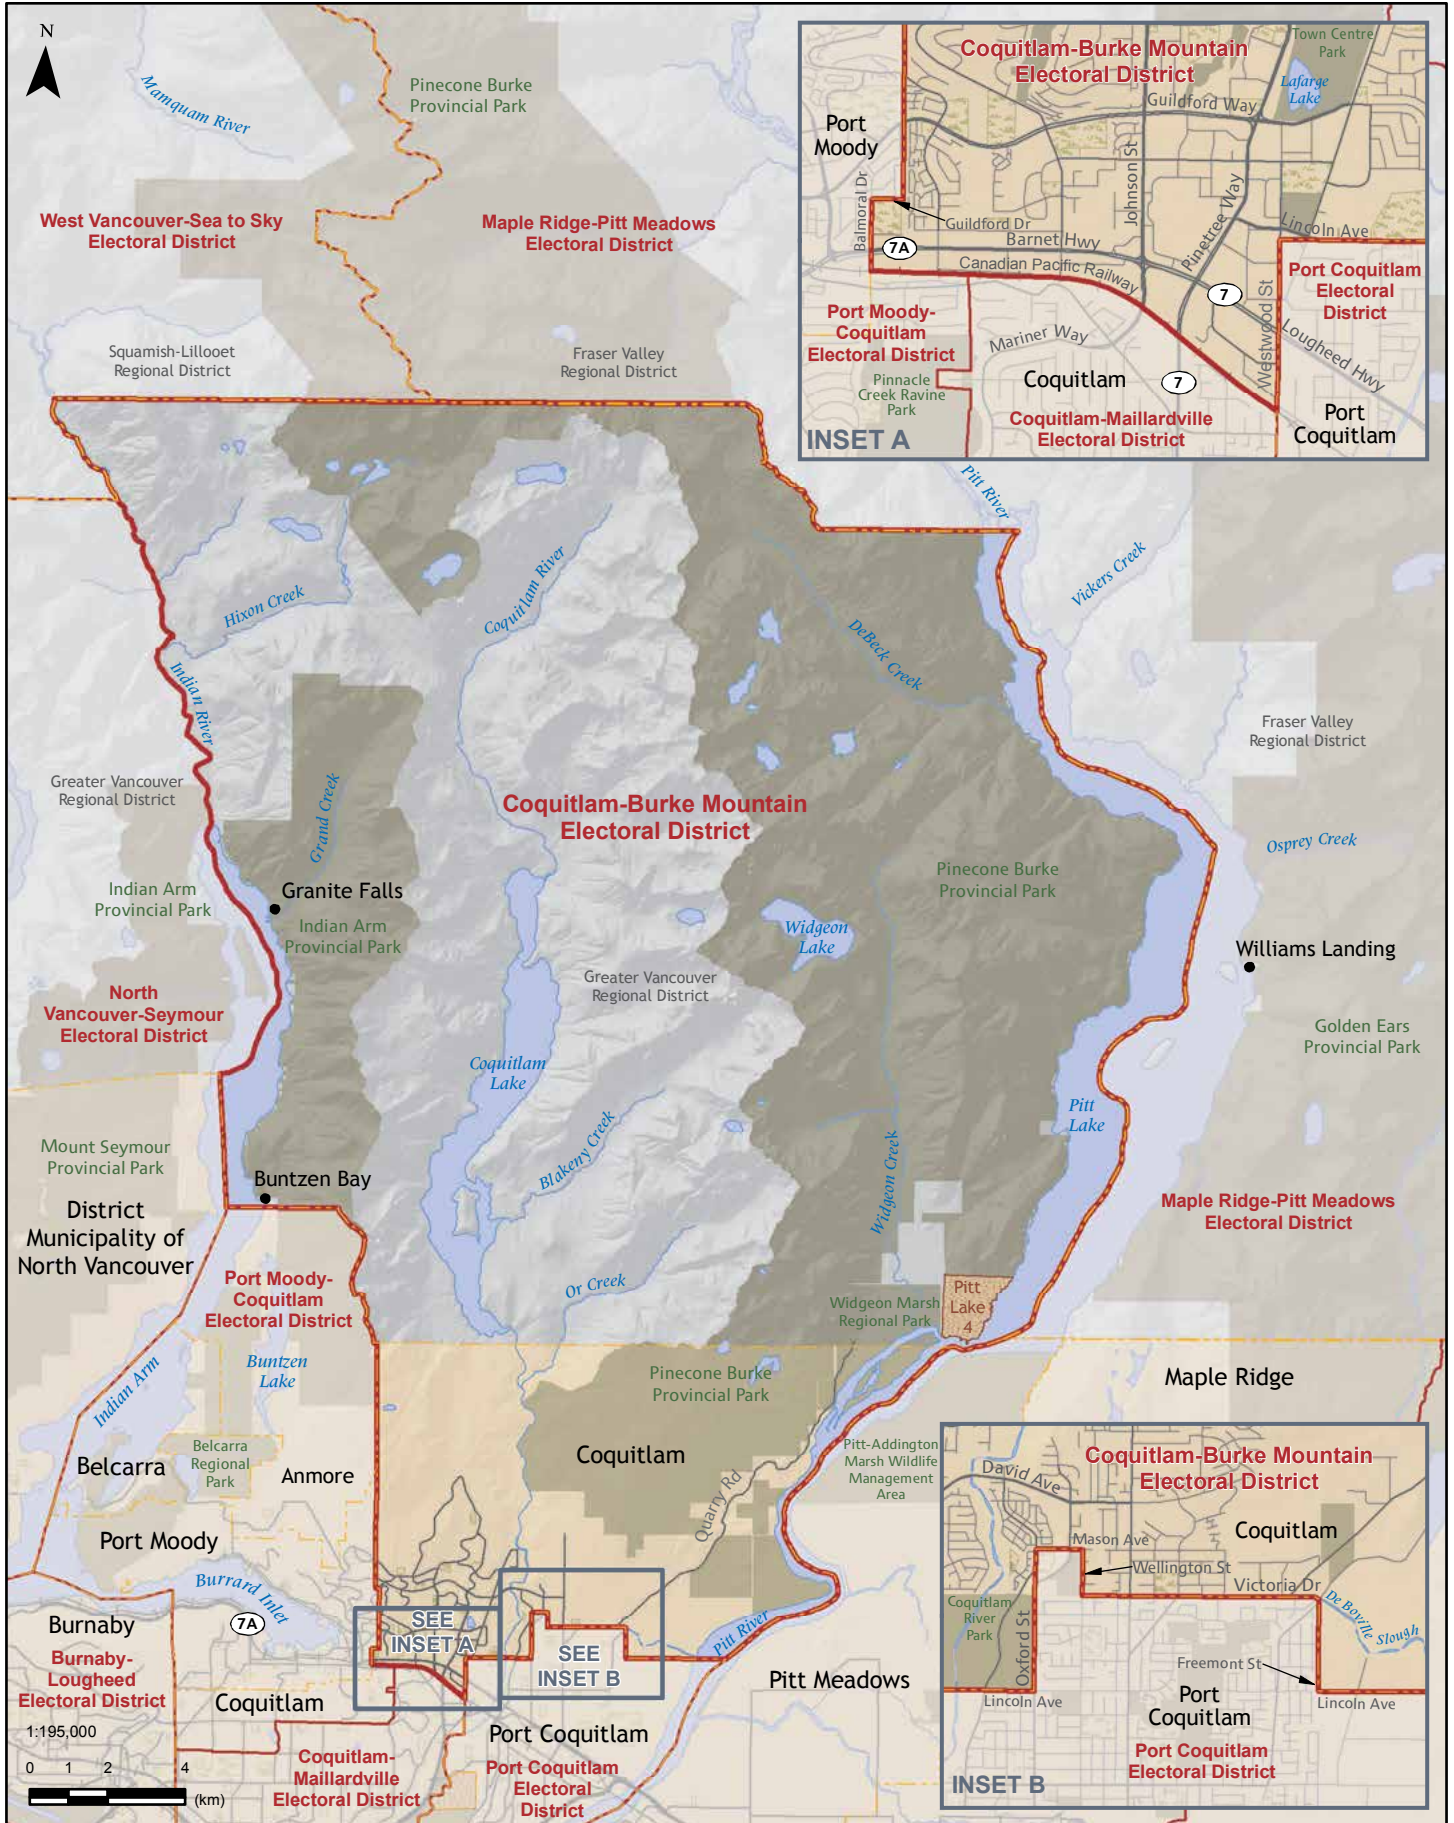 N
Mamquam River
Pinecone Burke
Provincial Park
West Vancouver-Sea to Sky
Electoral District
Maple Ridge-Pitt Meadows
Electoral District
Squamish-Lillooet
Regional District
Fraser Valley
Regional District
Coquitlam-Burke Mountain
Electoral District
Town Centre
Park
Lafarge
Lake
Guildford Way
Port
Moody
Johnson St
Pinetree Way
Balmoral Dr
Guildford Dr
Lincoln Ave
7A
Barnet Hwy
Canadian Pacific Railway
Port Coquitlam
Electoral
District
7
Westwood St
Port Moody-
Coquitlam
Electoral District
Mariner Way
Lougheed Hwy
Pinnacle
Creek Ravine
Park
Coquitlam
7
Coquitlam-Maillardville
Electoral District
Port
Coquitlam
INSET A
Pitt River
Vickers Creek
Hixon Creek
Coquitlam River
DeBeck Creek
Indian River
Fraser Valley
Regional District
Greater Vancouver
Regional District
Grand Creek
Coquitlam-Burke Mountain
Electoral District
Osprey Creek
Pinecone Burke
Provincial Park
Indian Arm
Provincial Park
Granite Falls
Indian Arm
Provincial Park
Widgeon
Lake
Williams Landing
Greater Vancouver
Regional District
North
Vancouver-Seymour
Electoral District
Golden Ears
Provincial Park
Coquitlam
Lake
Pitt
Lake
Mount Seymour
Provincial Park
Blakeny Creek
Widgeon Creek
Buntzen Bay
District
Municipality of
North Vancouver
Maple Ridge-Pitt Meadows
Electoral District
Port Moody-
Coquitlam
Electoral District
Or Creek
Widgeon Marsh
Regional Park
Pitt
Lake
4
Indian Arm
Buntzen
Lake
Pinecone Burke
Provincial Park
Maple Ridge
Belcarra
Belcarra
Regional
Park
Anmore
Coquitlam
Quarry Rd
Pitt-Addington
Marsh Wildlife
Management
Area
Port Moody
Burrard Inlet
7A
SEE
INSET A
SEE
INSET B
Pitt River
Pitt Meadows
Burnaby
Burnaby-
Lougheed
Electoral District
Coquitlam
Port Coquitlam
Coquitlam-
Maillardville
Electoral District
Port Coquitlam
Electoral
District
1:195,000
0 1 2 4
(km)
Coquitlam-Burke Mountain
Electoral District
David Ave
Coquitlam
Mason Ave
Wellington St
Victoria Dr
Coquitlam
River
Park
De Boville Slough
Oxford St
Freemont St
Lincoln Ave
Lincoln Ave
Port
Coquitlam
Port Coquitlam
Electoral District
INSET B